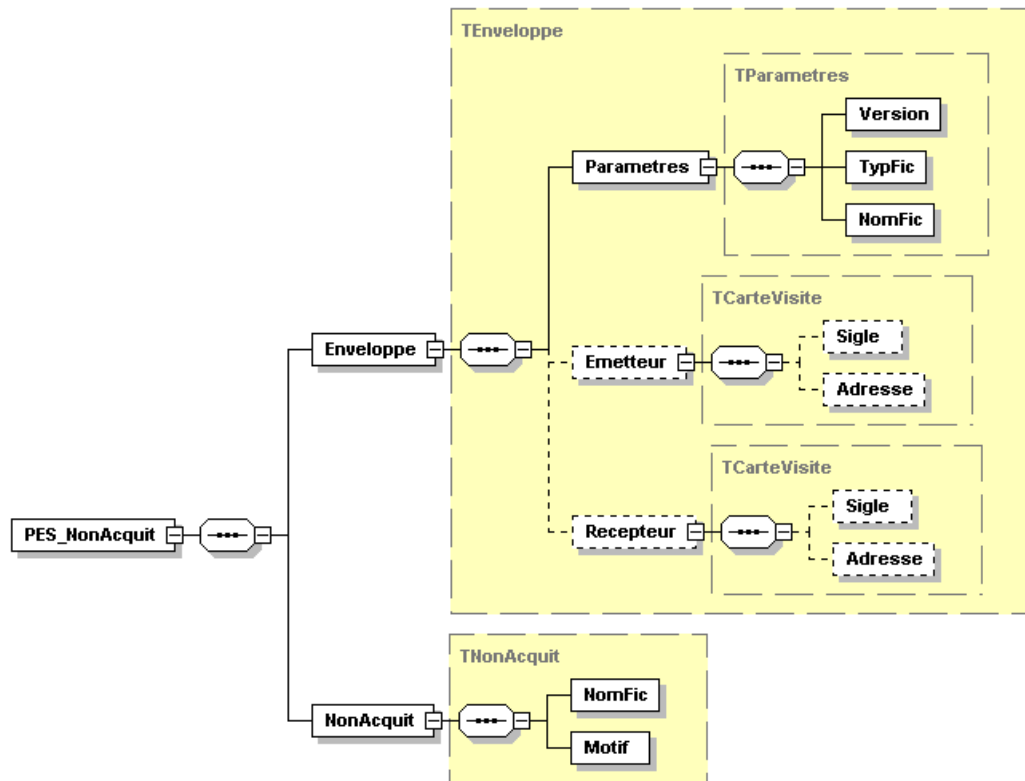 TEnveloppe
TParametres
Version
Parametres
TypFic
NomFic
TCarteVisite
Sigle
Enveloppe
Emetteur
Adresse
TCarteVisite
Sigle
PES_NonAcquit
Recepteur
Adresse
TNonAcquit
NomFic
NonAcquit
Motif